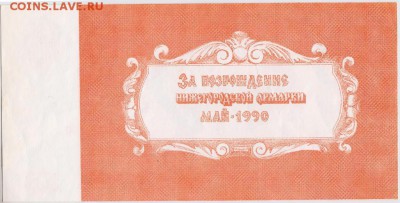 COINS.LAVE.RU
За возрождение
нижегородской ярмарки
май-1990